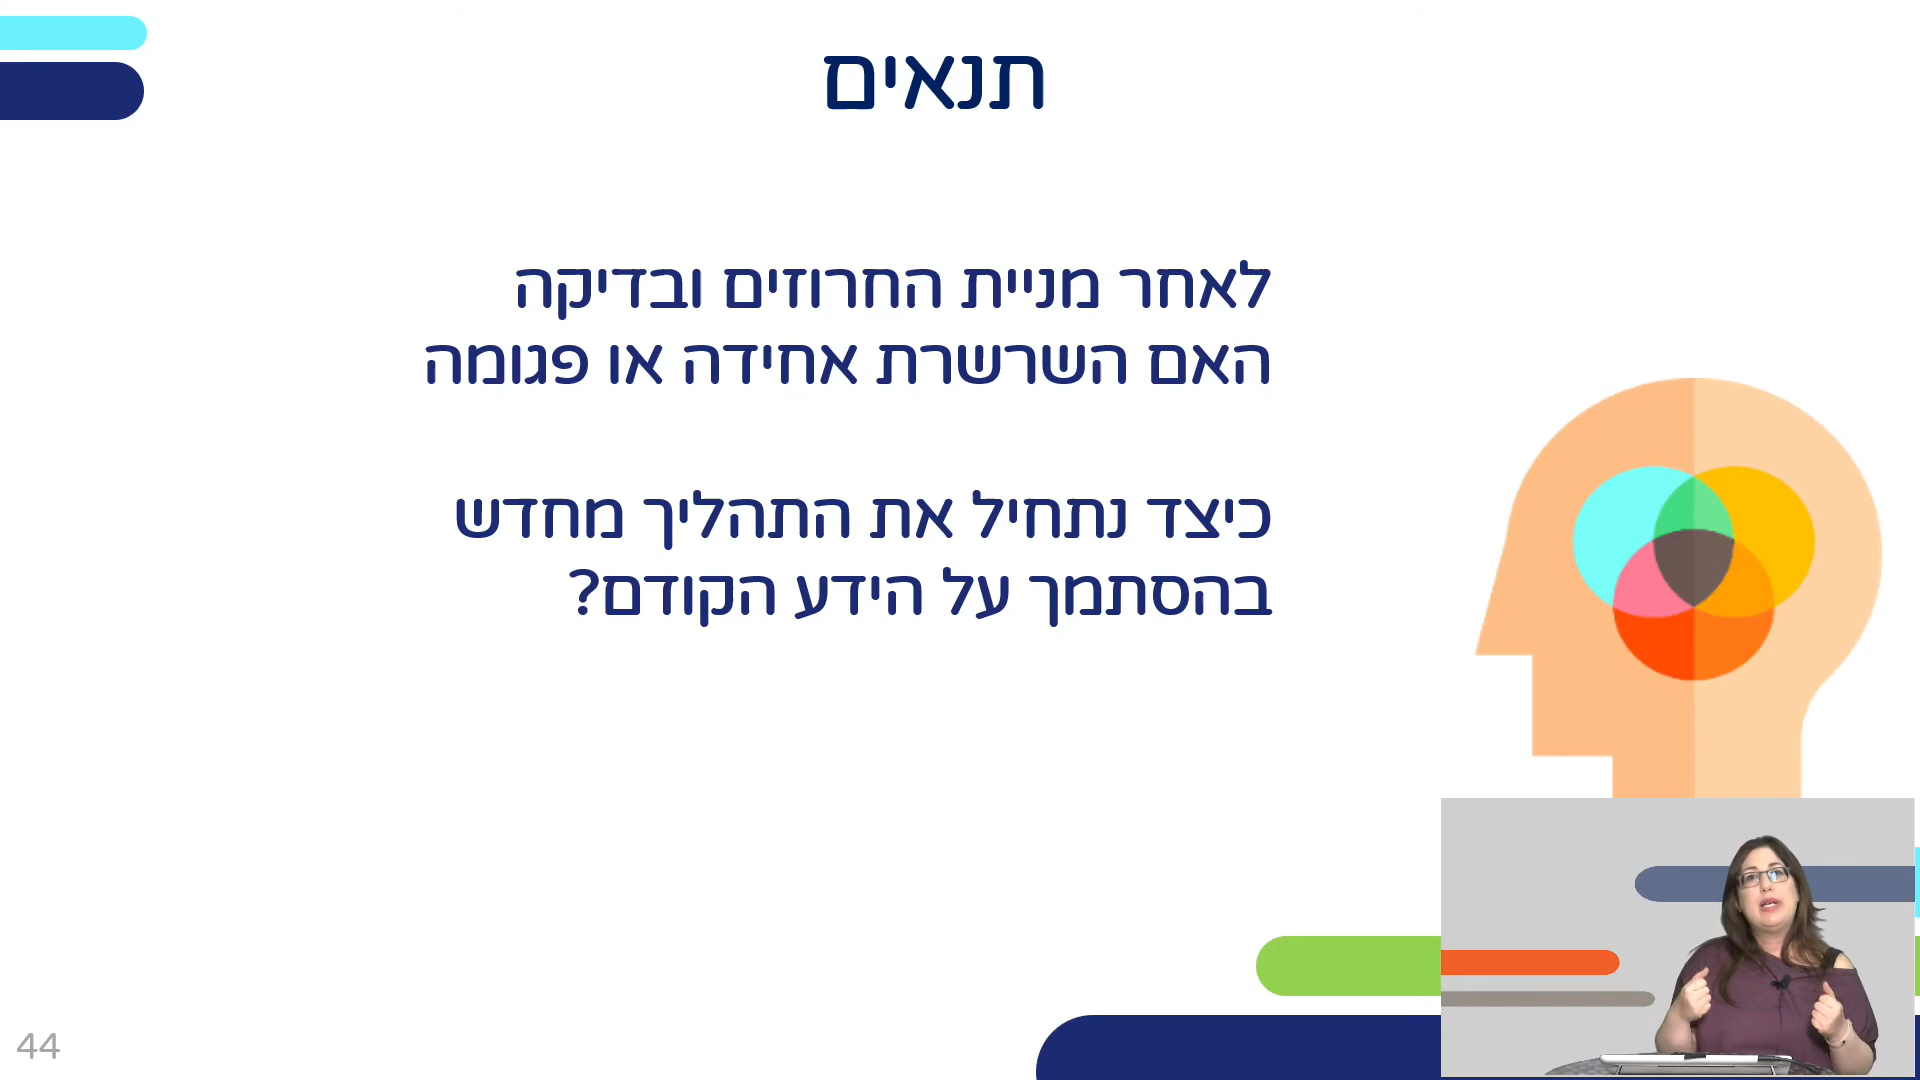 תנאים
לאחר מניית החרוזים ובדיקה
האם השרשרת אחידה או פגומה
כיצד נתחיל את התהליך מחדש
בהסתמך על הידע הקודם?
44